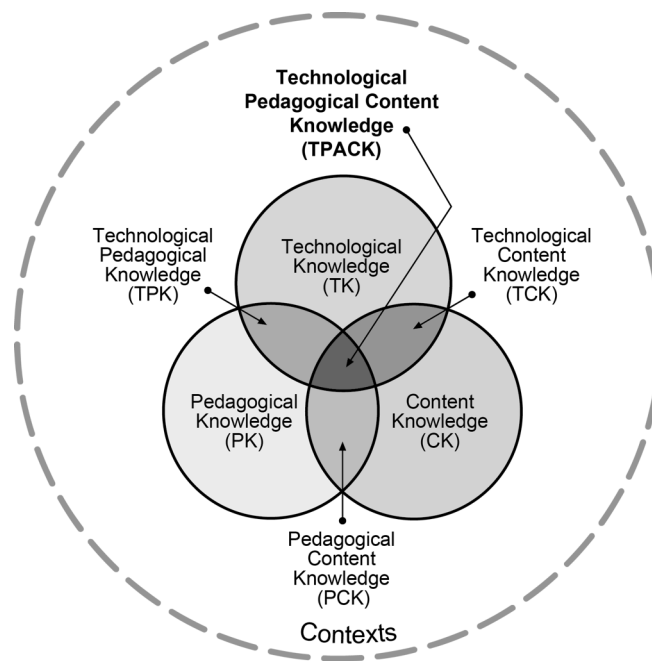 Technological
Pedagogical Content
Knowledge
(TPACK)
Technological
Pedagogical
Knowledge
(TPK)
Technological
Knowledge
(TK)
Technological
Content
Knowledge
(TCK)
Pedagogical
Knowledge
(PK)
Content
Knowledge
(CK)
Pedagogical
Content
Knowledge
(PCK)
Contexts